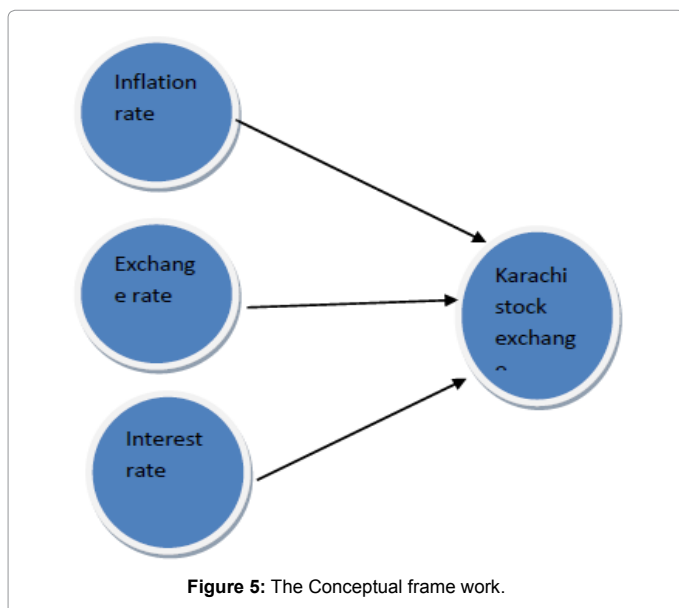 Inflation
rate
Exchang
e rate
Karachi
stock
exchang
e
Interest
rate
Figure 5: The Conceptual frame work.